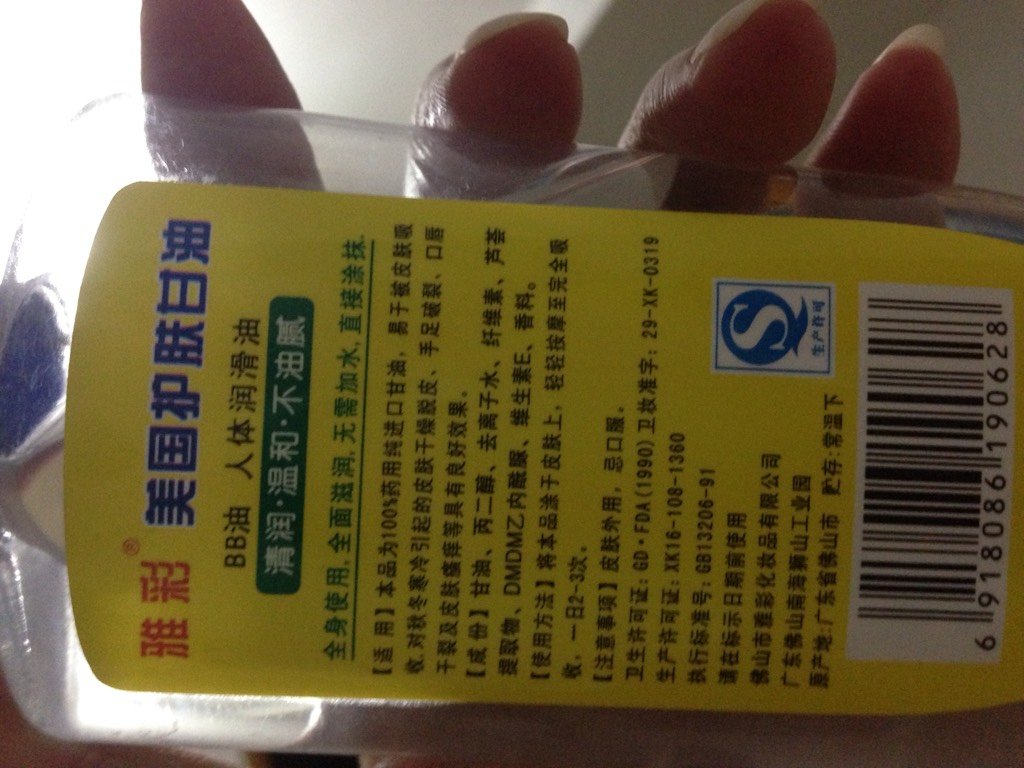 雅彩®
美国护肤甘油
BB油 人体润滑油
清润·温和·不油腻
全身使用,全面滋润,无需加水,直接涂抹.
【适 用】本品为100%药用纯进口甘油，易于被皮肤吸
收,对秋冬寒冷引起的皮肤干燥脱皮、手足破裂、口唇
干裂及皮肤瘙痒等具有良好效果。
【成 份】甘油、丙二醇、去离子水、纤维素、芦荟
提取物、DMDM乙内酰脲、维生素E、香料。
【使用方法】将本品涂于皮肤上，轻轻按摩至完全吸
收，一日2-3次。
【注意事项】皮肤外用，忌口服。
卫生许可证:GD·FDA(1990)卫妆准字：29-XK-0319
生产许可证:XK16-108-1360
执行标准号:GB13206-91
请在标示日期前使用
佛山市雅彩化妆品有限公司
广东佛山南海狮山工业园
原产地:广东省佛山市 贮存:常温下
生产许可
6918086190628